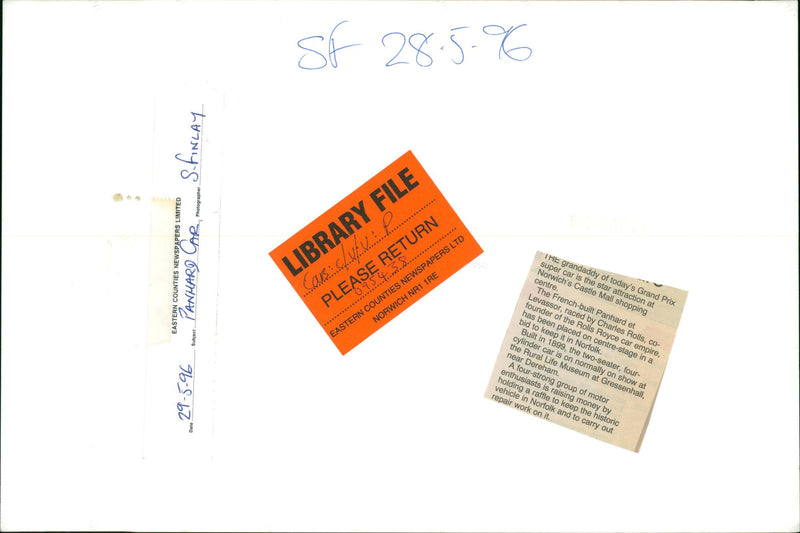 SF 28.5.96
EASTERN COUNTIES NEWSPAPERS LIMITED
Date 29-5-96 Subject PANHARD CAR Photographer S. FINLAY
LIBRARY FILE
CARS: C/V/V: P
PLEASE RETURN
EASTERN COUNTIES NEWSPAPERS LTD
NORWICH NR1 1RE
THE grandaddy of today's Grand Prix
super car is the star attraction at
Norwich's Castle Mall shopping
centre.
The French-built Panhard et
Levassor, raced by Charles Rolls, co-
founder of the Rolls Royce car empire,
has been placed on centre-stage in a
bid to keep it in Norfolk.
Built in 1899, the two-seater, four-
cylinder car is on normally on show at
the Rural Life Museum at Gressenhall,
near Dereham.
A four-strong group of motor
enthusiasts is raising money by
holding a raffle to keep the historic
vehicle in Norfolk and to carry out
repair work on it.